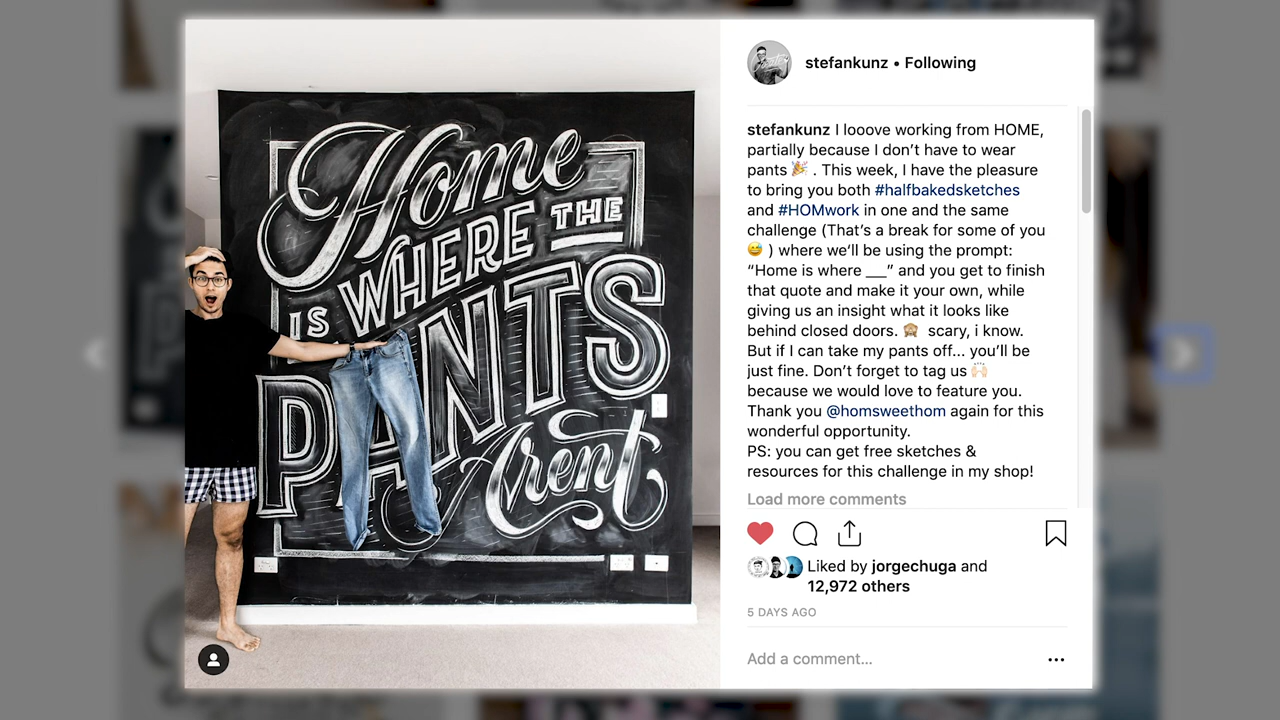 Home
IS WHERE THE
PANTS
Arent
stefankunz • Following
stefankunz I looove working from HOME,
partially because I don’t have to wear
pants 🎉 . This week, I have the pleasure
to bring you both #halfbakedsketches
and #HOMwork in one and the same
challenge (That’s a break for some of you
😅 ) where we’ll be using the prompt:
“Home is where ___” and you get to finish
that quote and make it your own, while
giving us an insight what it looks like
behind closed doors. 🙈 scary, i know.
But if I can take my pants off... you’ll be
just fine. Don’t forget to tag us 🙌🏻
because we would love to feature you.
Thank you @homsweethom again for this
wonderful opportunity.
PS: you can get free sketches &
resources for this challenge in my shop!
Load more comments
Liked by jorgechuga and
12,972 others
5 DAYS AGO
Add a comment...